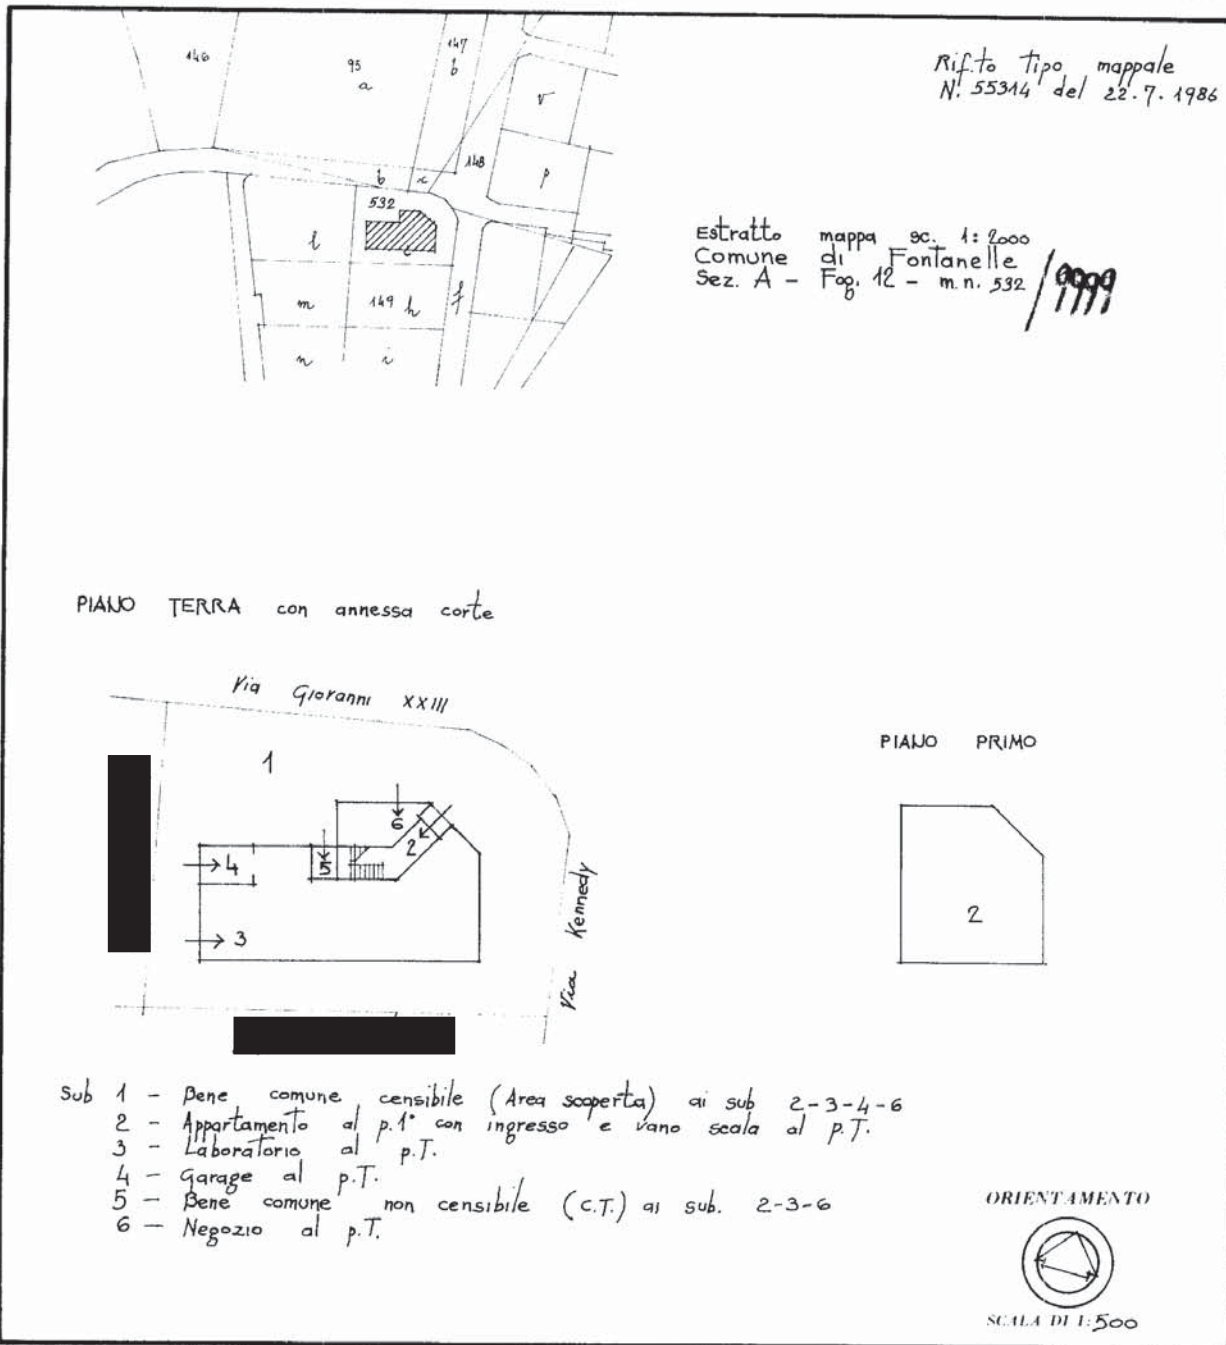 146
95
a
147
b
v
148
p
b
x
532
l
c
m
149 h
f
n
i
Rif.to tipo mappale
N. 55314 del 22.7.1986
Estratto mappa sc. 1:2000
Comune di Fontanelle
Sez. A - Fog. 12 - m.n. 532
PIANO TERRA con annessa corte
Via Giovanni XXIII
1
6
2
4
5
3
Via Kennedy
PIANO PRIMO
2
Sub 1 - Bene comune censibile (Area scoperta) ai sub 2-3-4-6
2 - Appartamento al p.1° con ingresso e vano scala al p.T.
3 - Laboratorio al p.T.
4 - Garage al p.T.
5 - Bene comune non censibile (C.T.) ai sub. 2-3-6
6 - Negozio al p.T.
ORIENTAMENTO
SCALA DI 1:500